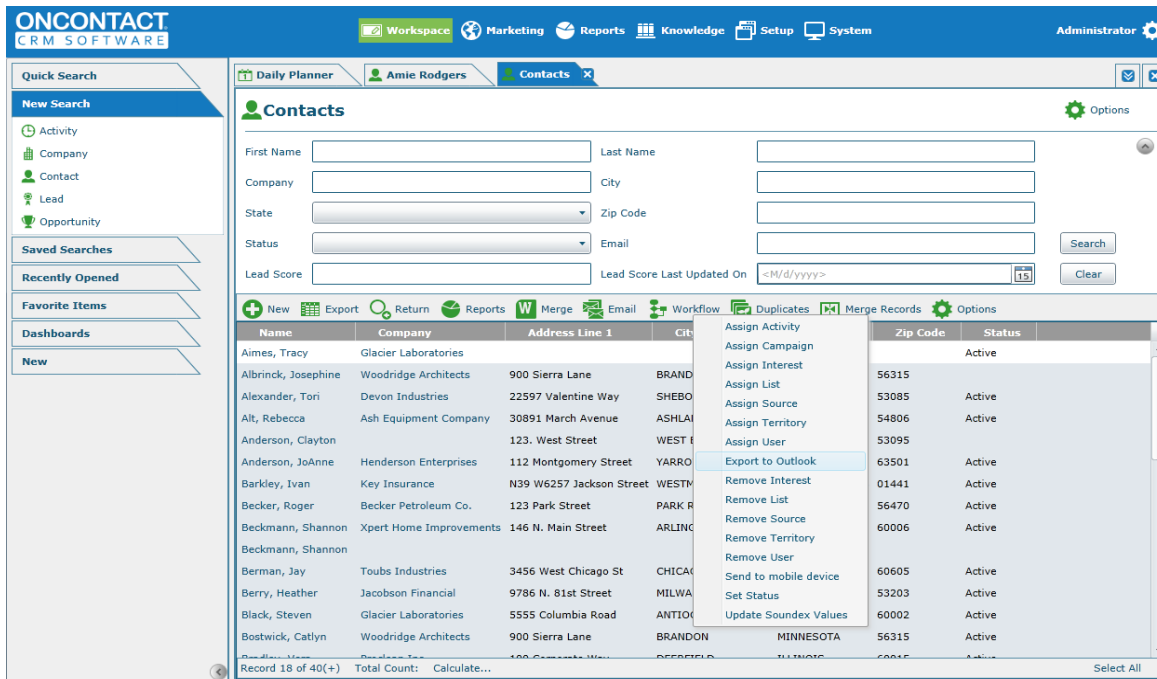 ONCONTACT
CRM SOFTWARE
Workspace Marketing Reports Knowledge Setup System Administrator
Quick Search
New Search
Activity
Company
Contact
Lead
Opportunity
Saved Searches
Recently Opened
Favorite Items
Dashboards
New
Daily Planner Amie Rodgers Contacts
Contacts Options
First Name Last Name
Company City
State Zip Code
Status Email Search
Lead Score Lead Score Last Updated On <M/d/yyyy> 15 Clear
New Export Return Reports Merge Email Workflow Duplicates Merge Records Options
Name Company Address Line 1 Zip Code Status
Aimes, Tracy Glacier Laboratories Active
Albrinck, Josephine Woodridge Architects 900 Sierra Lane BRAND 56315
Alexander, Tori Devon Industries 22597 Valentine Way SHEBO 53085 Active
Alt, Rebecca Ash Equipment Company 30891 March Avenue ASHLA 54806 Active
Anderson, Clayton 123. West Street WEST 53095
Anderson, JoAnne Henderson Enterprises 112 Montgomery Street YARRO 63501 Active
Barkley, Ivan Key Insurance N39 W6257 Jackson Street WESTM 01441 Active
Becker, Roger Becker Petroleum Co. 123 Park Street PARK R 56470 Active
Beckmann, Shannon Xpert Home Improvements 146 N. Main Street ARLING 60006 Active
Beckmann, Shannon
Berman, Jay Toubs Industries 3456 West Chicago St CHICA 60605 Active
Berry, Heather Jacobson Financial 9786 N. 81st Street MILWA 53203 Active
Black, Steven Glacier Laboratories 5555 Columbia Road ANTIO 60002 Active
Bostwick, Catlyn Woodridge Architects 900 Sierra Lane BRANDON MINNESOTA 56315 Active
Assign Activity
Assign Campaign
Assign Interest
Assign List
Assign Source
Assign Territory
Assign User
Export to Outlook
Remove Interest
Remove List
Remove Source
Remove Territory
Remove User
Send to mobile device
Set Status
Update Soundex Values
Record 18 of 40(+) Total Count: Calculate... Select All